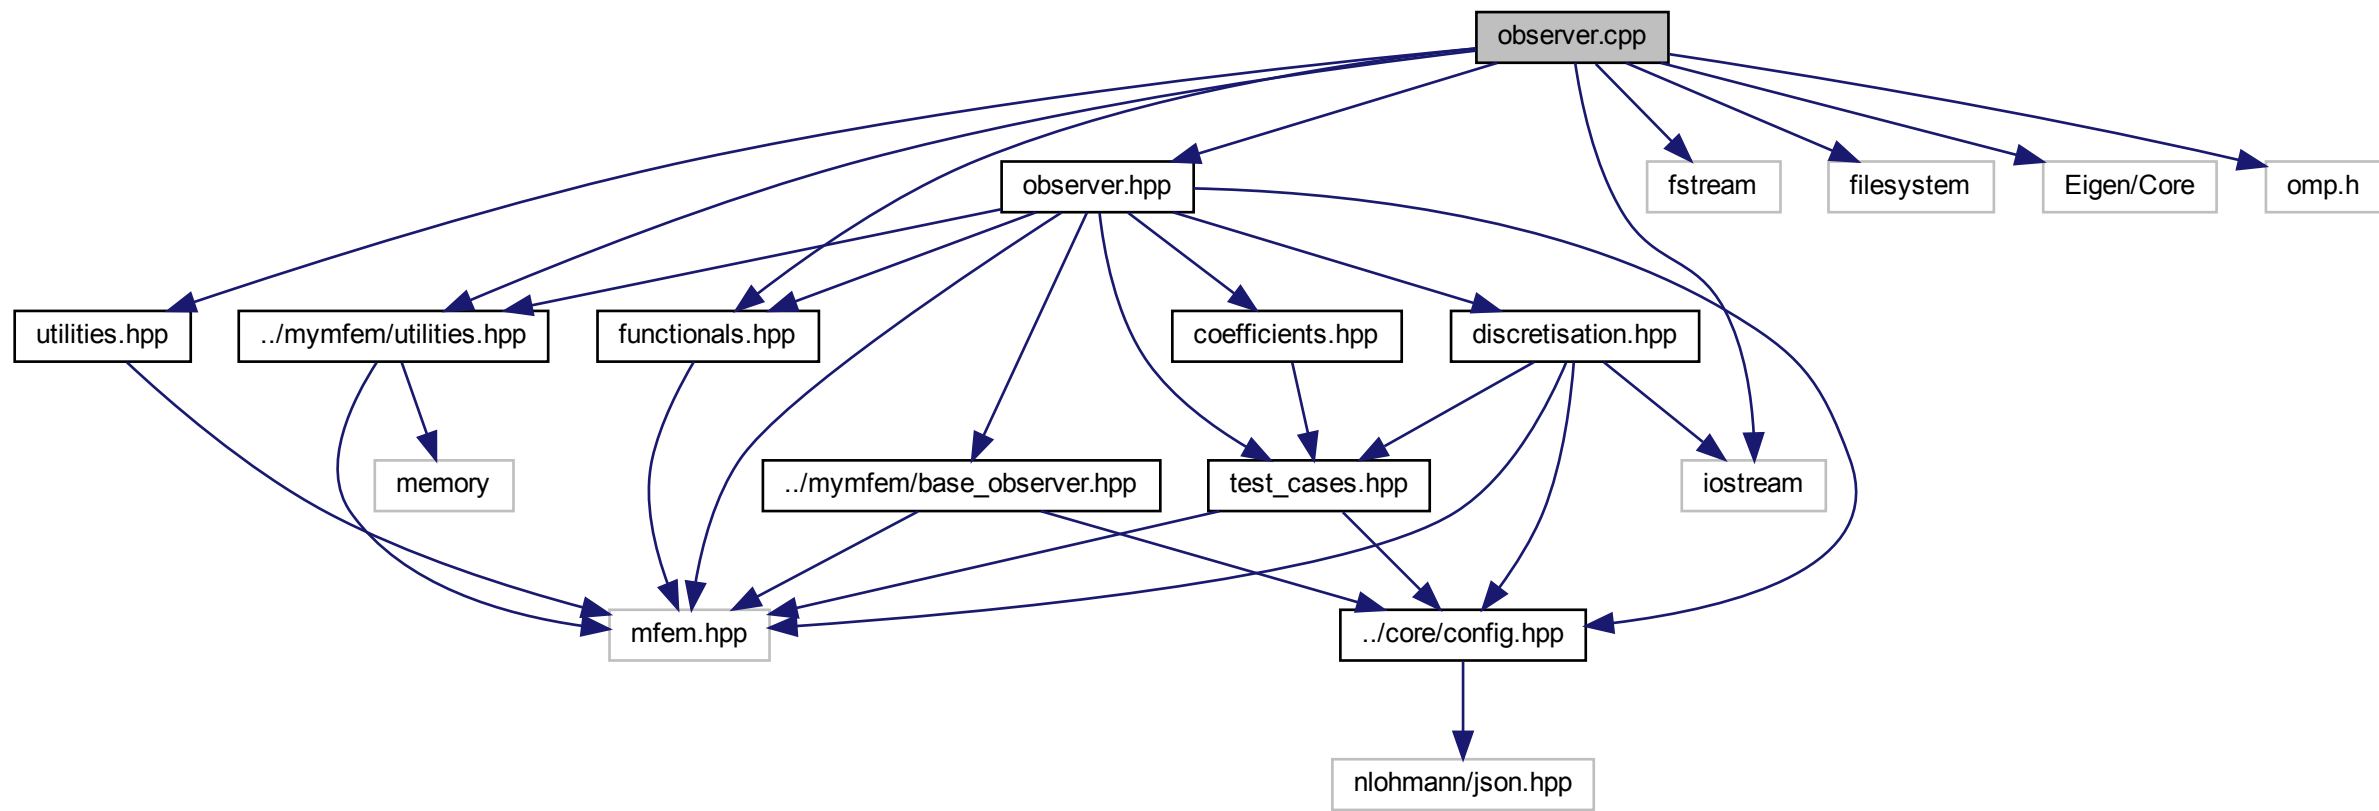 observer.cpp
observer.hpp
fstream
filesystem
Eigen/Core
omp.h
utilities.hpp
../mymfem/utilities.hpp
functionals.hpp
coefficients.hpp
discretisation.hpp
memory
../mymfem/base_observer.hpp
test_cases.hpp
iostream
mfem.hpp
../core/config.hpp
nlohmann/json.hpp